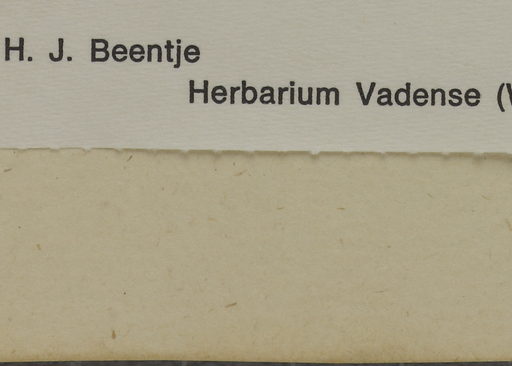 H. J. Beentje
Herbarium Vadense (